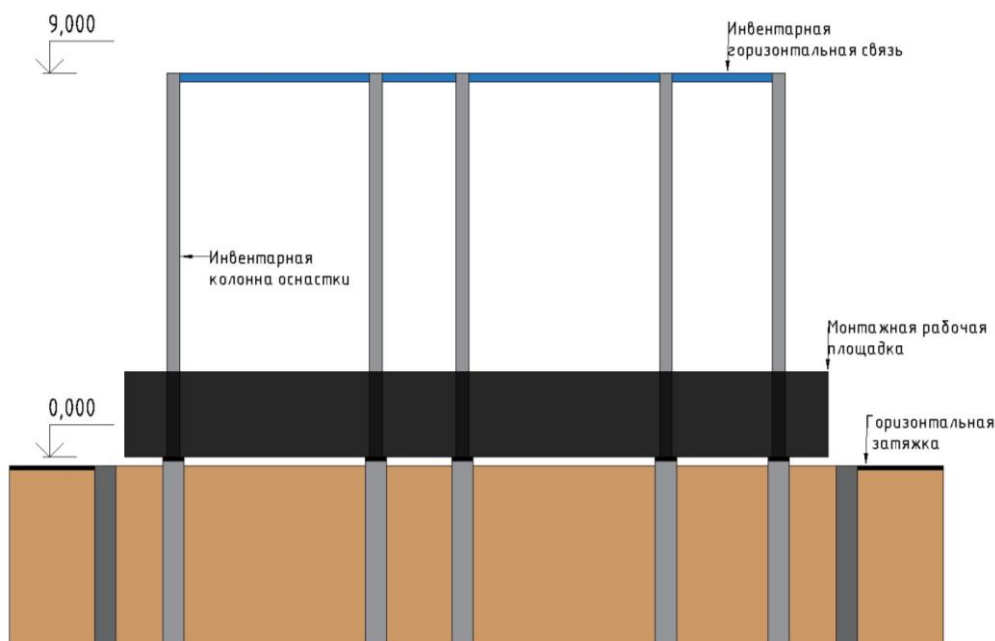 9,000
Инвентарная
горизонтальная связь
Инвентарная
колонна оснастки
Монтажная рабочая
площадка
0,000
Горизонтальная
затяжка